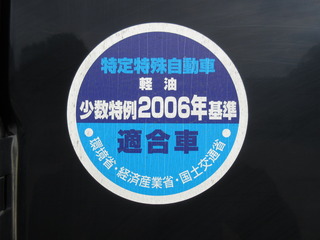 特定特殊自動車
軽油
少数特例2006年基準
適合車
・環境省・経済産業省・国土交通省・